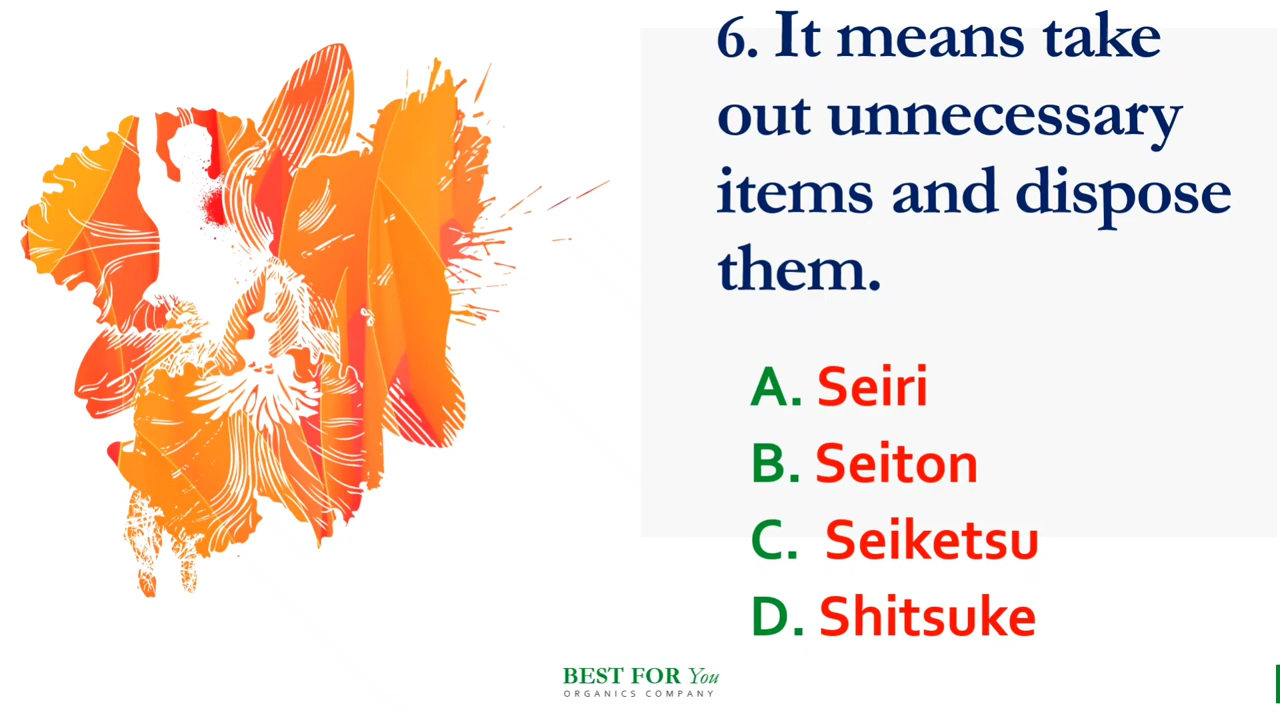 6. It means take
out unnecessary
items and dispose
them.
A. Seiri
B. Seiton
C. Seiketsu
D. Shitsuke
BEST FOR You
ORGANICS COMPANY